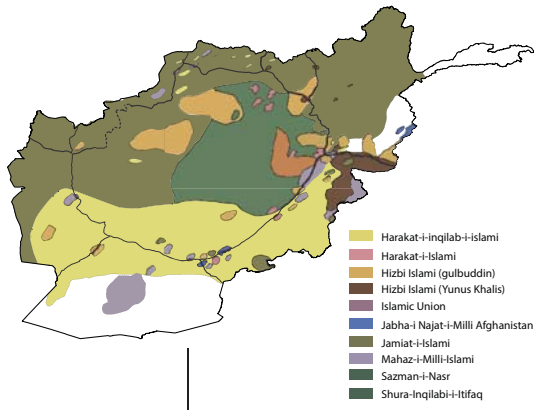 Harakat-i-inqilab-i-islami
Harakat-i-Islami
Hizbi Islami (gulbuddin)
Hizbi Islami (Yunus Khalis)
Islamic Union
Jabha-i Najat-i-Milli Afghanistan
Jamiat-i-Islami
Mahaz-i-Milli-Islami
Sazman-i-Nasr
Shura-Inqilabi-i-Itifaq